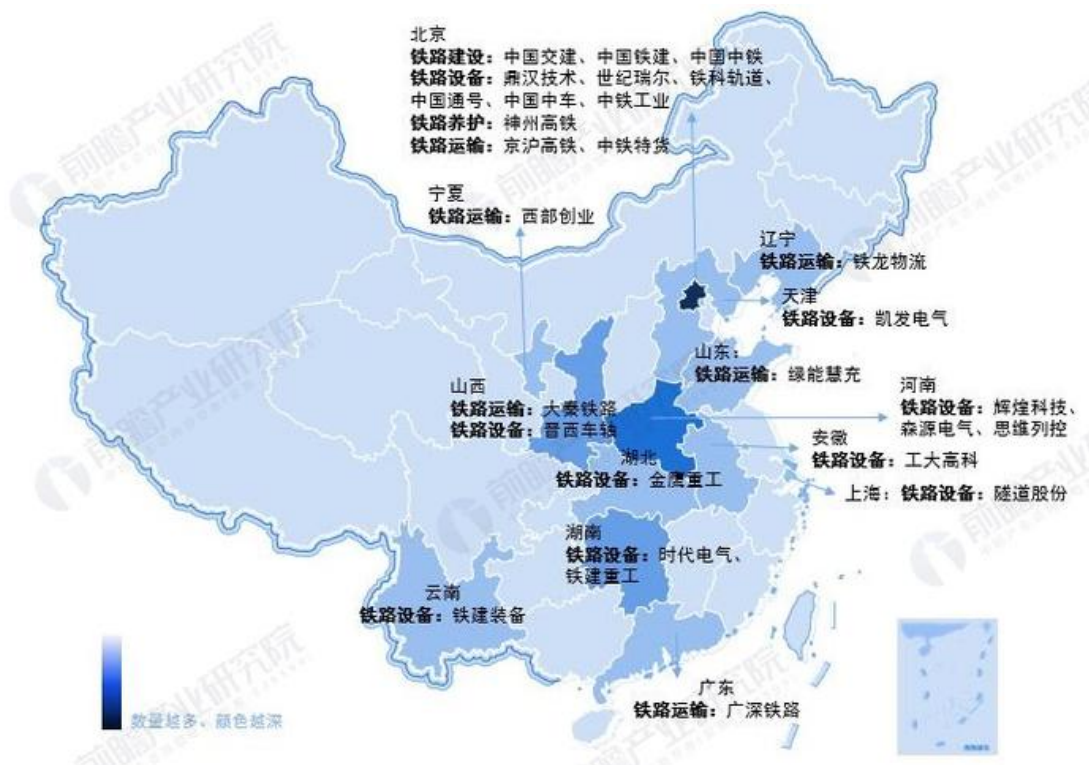 北京
铁路建设：中国交建、中国铁建、中国中铁
铁路设备：鼎汉技术、世纪瑞尔、铁科轨道、
中国通号、中国中车、中铁工业
铁路养护：神州高铁
铁路运输：京沪高铁、中铁特货
宁夏
铁路运输：西部创业
辽宁
铁路运输：铁龙物流
天津
铁路设备：凯发电气
山东：
铁路运输：绿能慧充
山西
铁路运输：大秦铁路
铁路设备：晋西车轴
河南
铁路设备：辉煌科技、
森源电气、思维列控
安徽
铁路设备：工大高科
湖北
铁路设备：金鹰重工
上海：铁路设备：隧道股份
湖南
铁路设备：时代电气、
铁建重工
云南
铁路设备：铁建装备
广东
铁路运输：广深铁路
数量越多、颜色越深
前瞻产业研究院